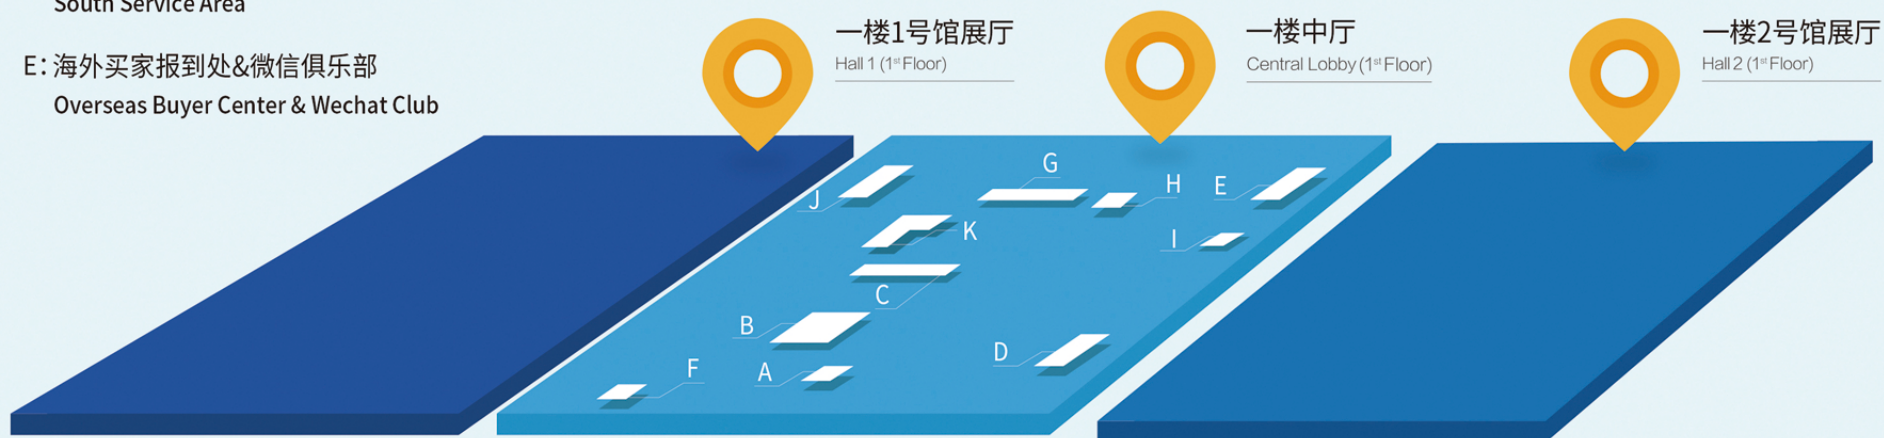 South Service Area
E: 海外买家报到处&微信俱乐部
Overseas Buyer Center & Wechat Club
一楼1号馆展厅
Hall 1 (1st Floor)
一楼中厅
Central Lobby (1st Floor)
一楼2号馆展厅
Hall 2 (1st Floor)
G
H
E
J
K
I
C
B
D
F
A